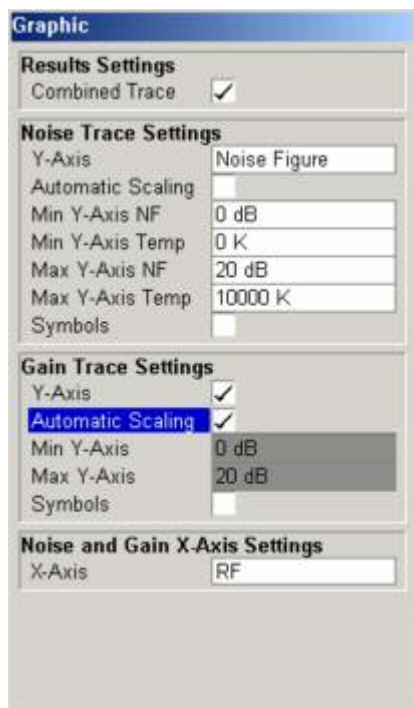 Graphic
Results Settings
Combined Trace
Noise Trace Settings
Y-Axis Noise Figure
Automatic Scaling
Min Y-Axis NF 0 dB
Min Y-Axis Temp 0 K
Max Y-Axis NF 20 dB
Max Y-Axis Temp 10000 K
Symbols
Gain Trace Settings
Y-Axis
Automatic Scaling
Min Y-Axis 0 dB
Max Y-Axis 20 dB
Symbols
Noise and Gain X-Axis Settings
X-Axis RF